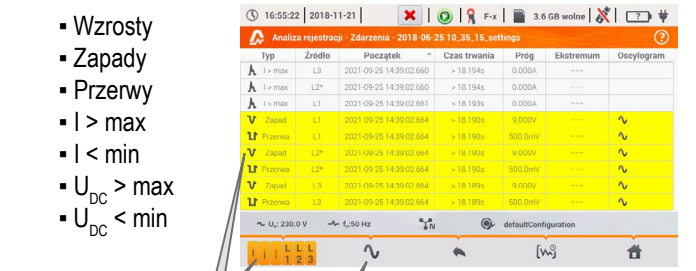 ▪ Wzrosty
▪ Zapady
▪ Przerwy
▪ I > max
▪ I < min
▪ U_DC > max
▪ U_DC < min
16:55:22 2018-11-21 F-x 3.6 GB wolne ?
Analiza rejestracji - Zdarzenia - 2018-06-25 10_35_15_settings ?
Typ Źródło Początek ^ Czas trwania Próg Ekstremum Oscylogram
I > max L3 2021-09-25 14:39:02.660 > 18.194s 0.000A ---
I > max L2* 2021-09-25 14:39:02.660 > 18.194s 0.000A ---
I > max L1 2021-09-25 14:39:02.661 > 18.193s 0.000A ---
Zapad L1 2021-09-25 14:39:02.664 > 18.190s 9.000V ---
Przerwa L1 2021-09-25 14:39:02.664 > 18.190s 500.0mV ---
Zapad L2* 2021-09-25 14:39:02.664 > 18.190s 9.000V ---
Przerwa L2* 2021-09-25 14:39:02.664 > 18.190s 500.0mV ---
Zapad L3 2021-09-25 14:39:02.664 > 18.189s 9.000V ---
Przerwa L3 2021-09-25 14:39:02.664 > 18.189s 500.0mV ---
Uₙ: 230.0 V fₙ:50 Hz N defaultConfiguration
L L L
1 2 3